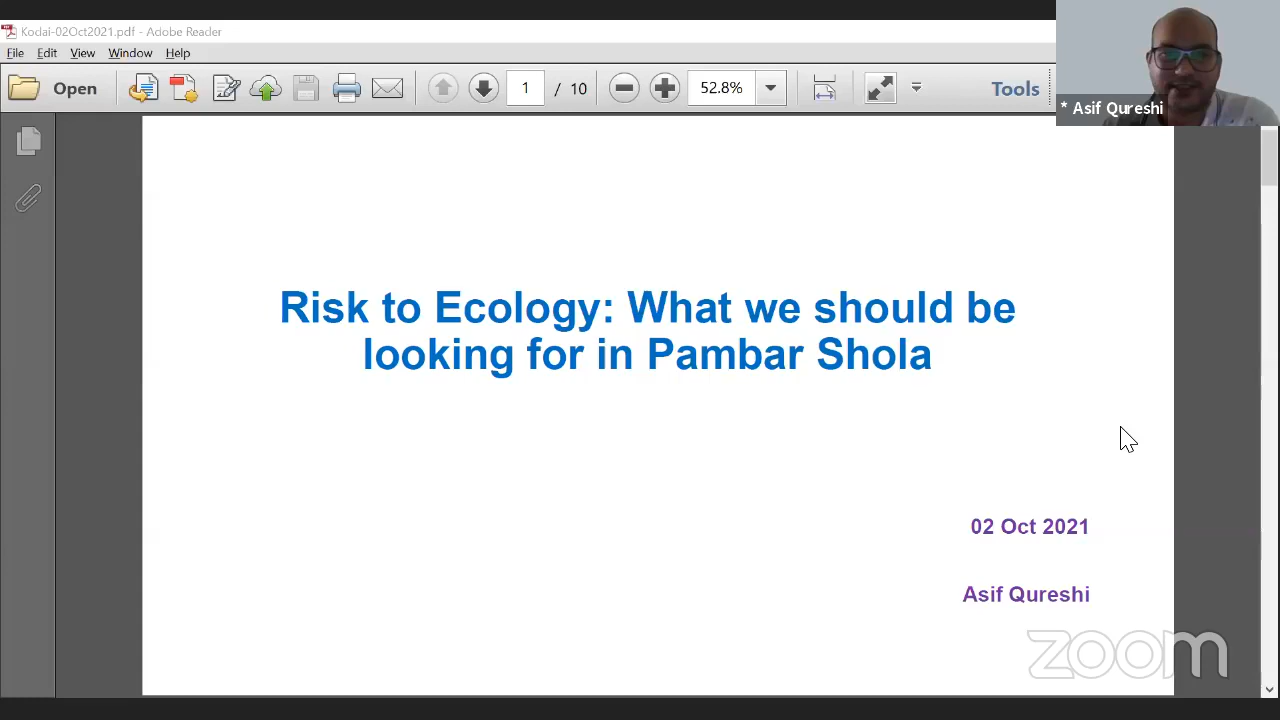 Kodai-02Oct2021.pdf - Adobe Reader
File Edit View Window Help
Open 1 / 10 52.8% Tools
* Asif Qureshi
Risk to Ecology: What we should be
looking for in Pambar Shola
02 Oct 2021
Asif Qureshi
zoom